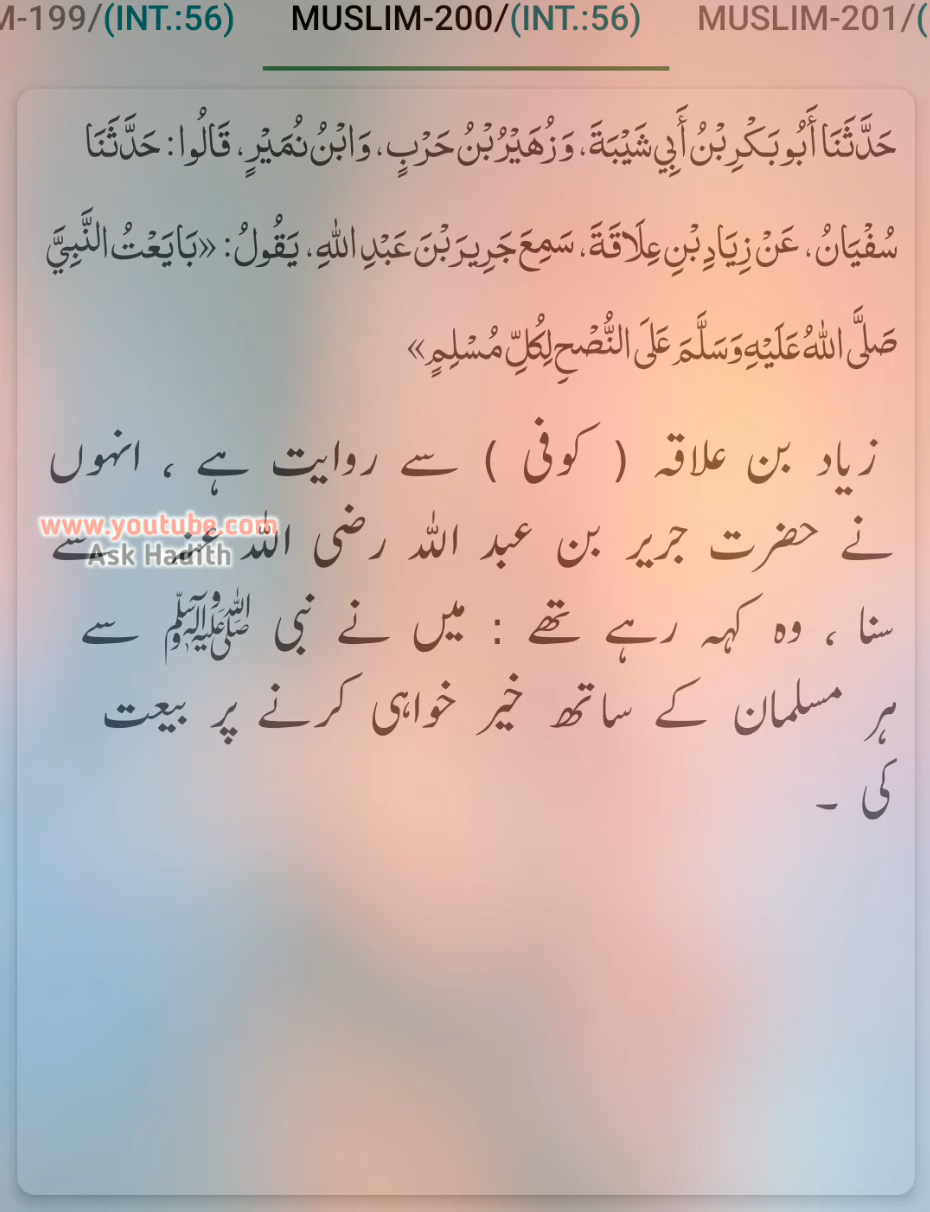 M-199/(INT.:56) MUSLIM-200/(INT.:56) MUSLIM-201/(
حَدَّثَنَا أَبُو بَكْرِ بْنُ أَبِي شَيْبَةَ، وَزُهَيْرُ بْنُ حَرْبٍ، وَابْنُ نُمَيْرٍ، قَالُوا: حَدَّثَنَا
سُفْيَانُ، عَنْ زِيَادِ بْنِ عِلَاقَةَ، سَمِعَ جَرِيرَ بْنَ عَبْدِ اللهِ، يَقُولُ: «بَايَعْتُ النَّبِيَّ
صَلَّى اللهُ عَلَيْهِ وَسَلَّمَ عَلَى النُّصْحِ لِكُلِّ مُسْلِمٍ»
زیاد بن علاقہ ( کوفی ) سے روایت ہے ، انہوں
نے حضرت جریر بن عبد اللہ رضی اللہ عنہ سے
www.youtube.com
Ask Hadith
سنا ، وہ کہہ رہے تھے : میں نے نبی ﷺ سے
ہر مسلمان کے ساتھ خیر خواہی کرنے پر بیعت
کی ۔